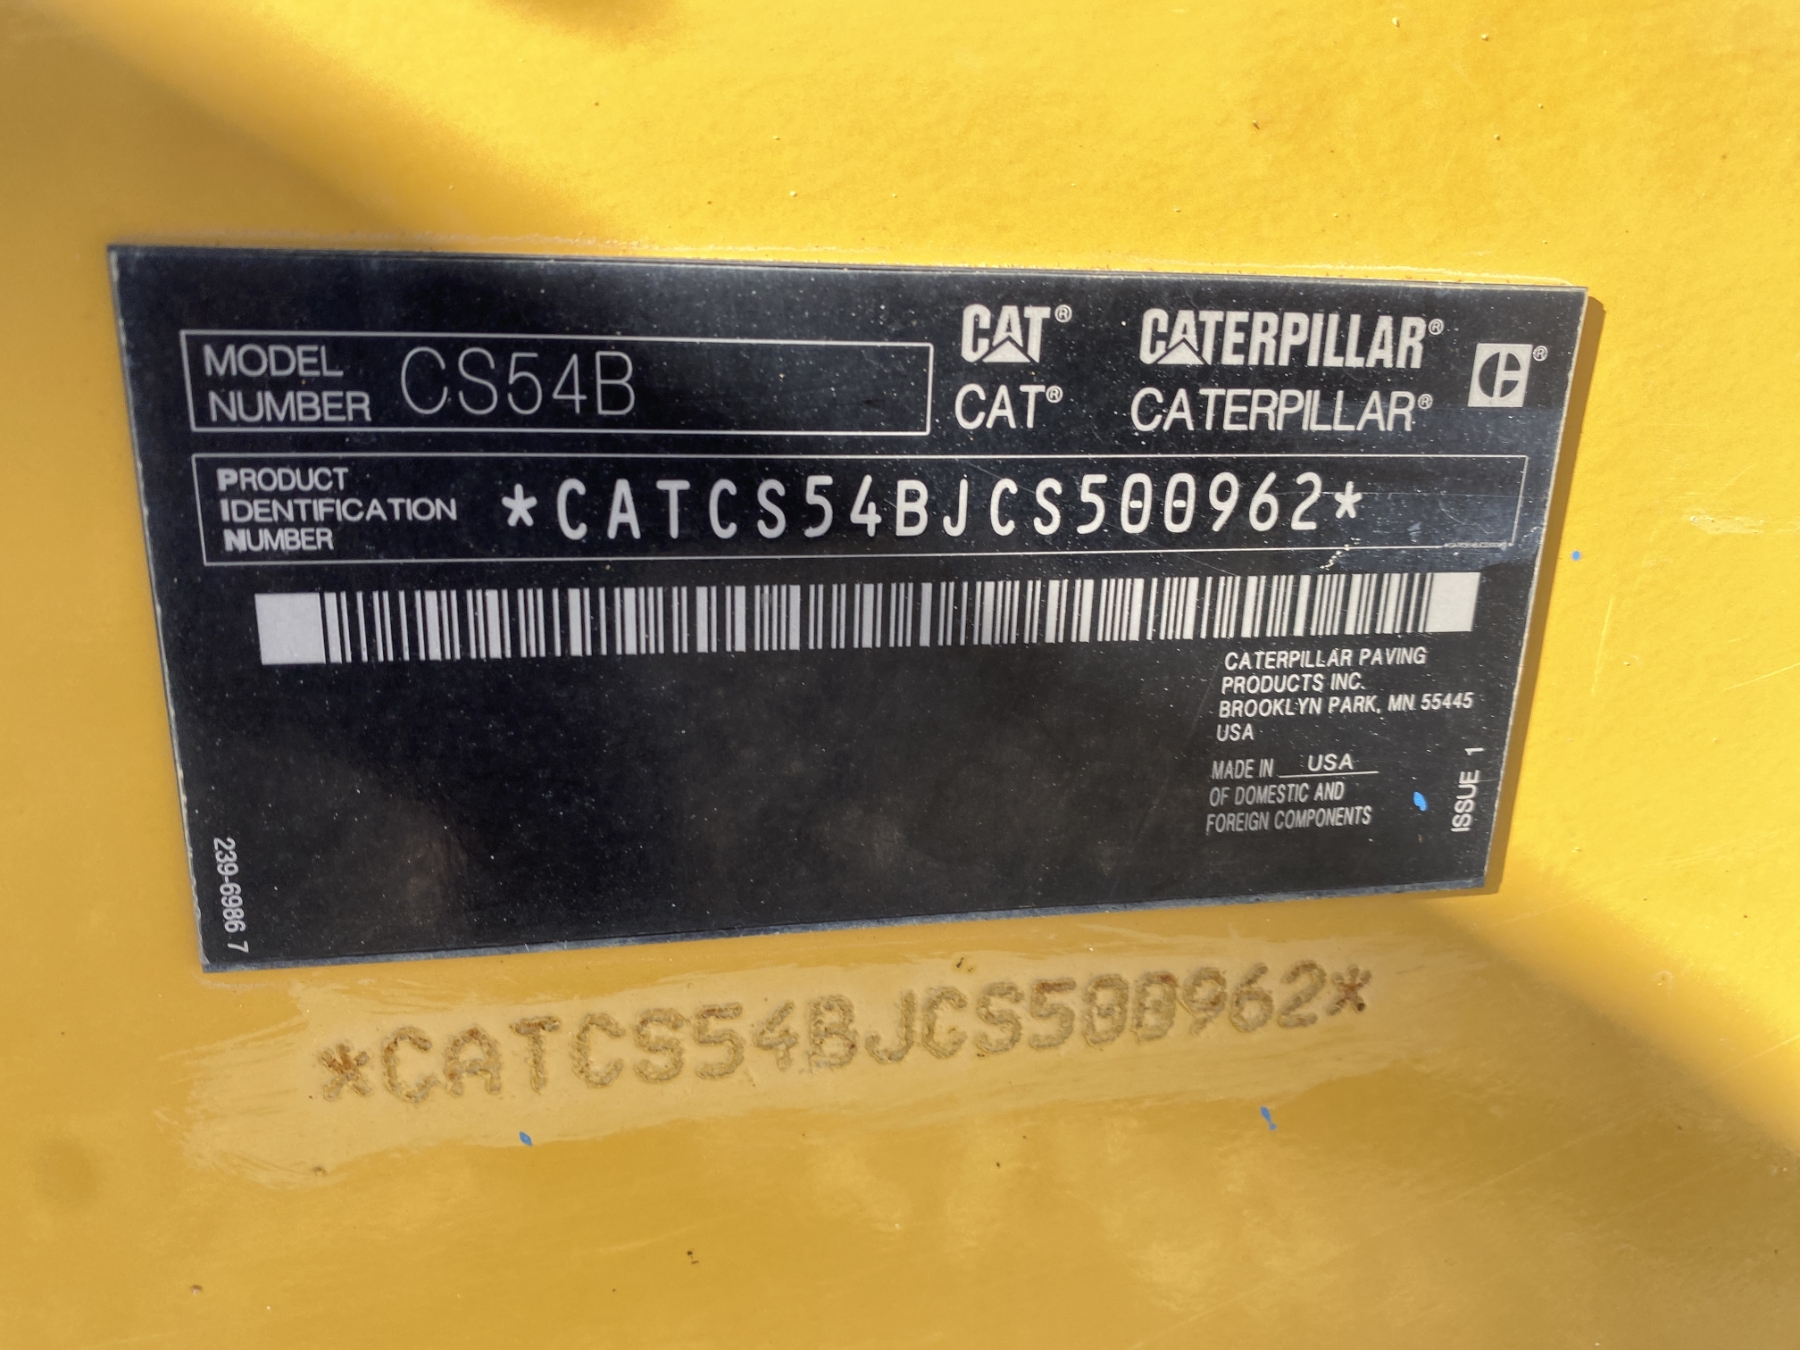 MODEL NUMBER CS54B
CAT® CATERPILLAR®
CAT® CATERPILLAR®
PRODUCT IDENTIFICATION NUMBER *CATCS54BJCS500962*
CATERPILLAR PAVING
PRODUCTS INC.
BROOKLYN PARK, MN 55445
USA
MADE IN USA
OF DOMESTIC AND
FOREIGN COMPONENTS
ISSUE 1
239-6986 7
*CATCS54BJCS500962*